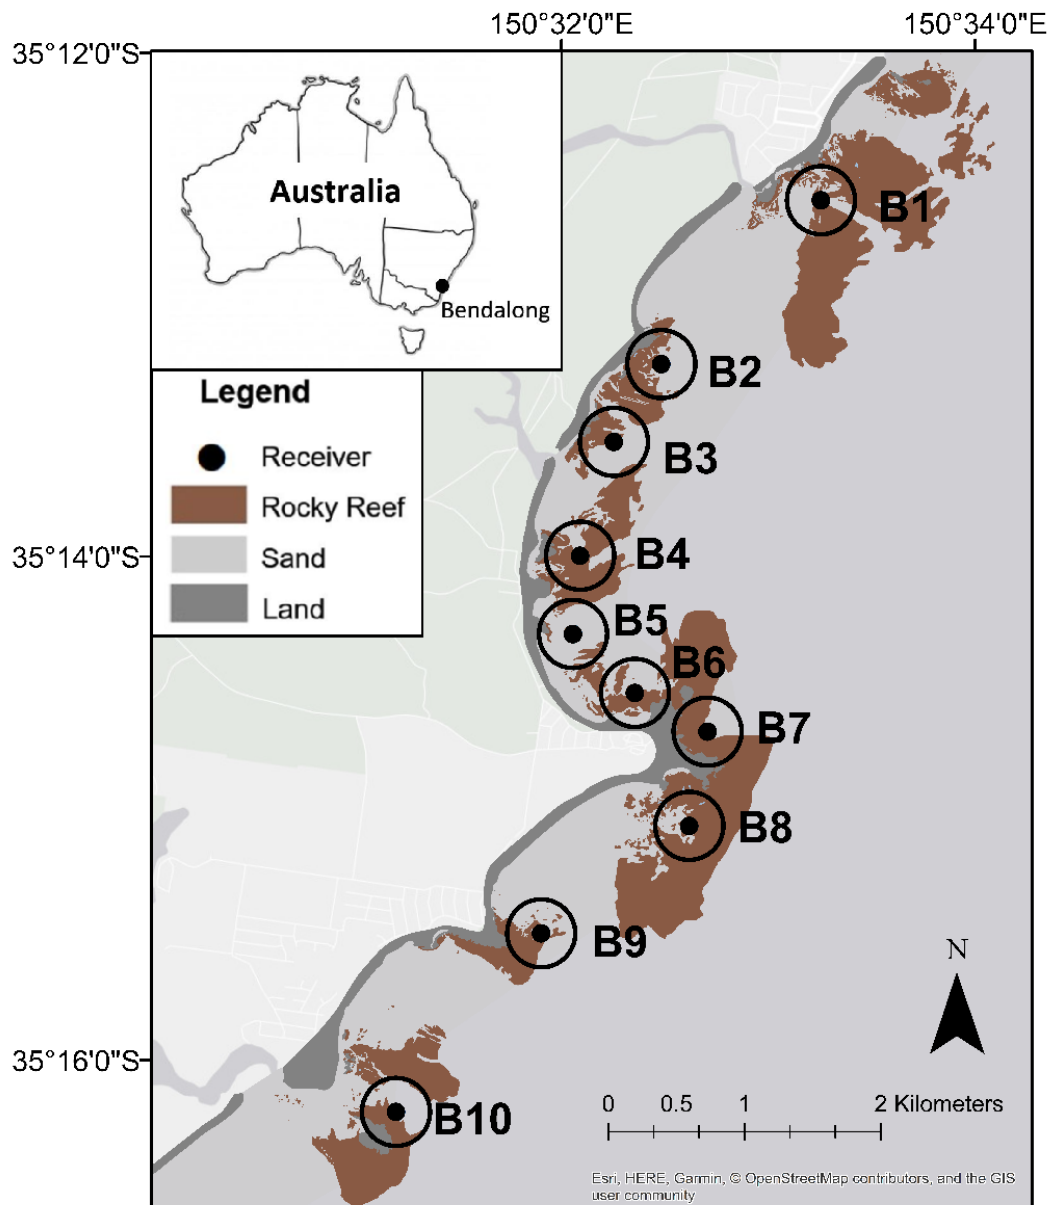 150°32'0"E
150°34'0"E
35°12'0"S
Australia
Bendalong
B1
B2
Legend
Receiver
Rocky Reef
Sand
Land
B3
35°14'0"S
B4
B5
B6
B7
B8
B9
N
35°16'0"S
B10
0 0.5 1 2 Kilometers
Esri, HERE, Garmin, © OpenStreetMap contributors, and the GIS
user community